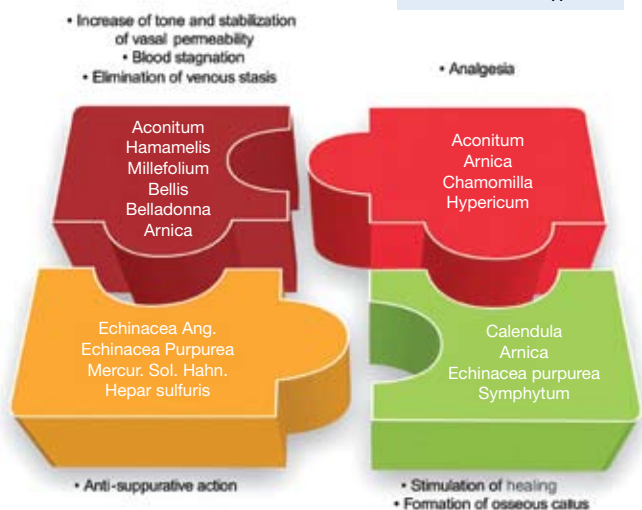 • Increase of tone and stabilization
of vasal permeability
• Blood stagnation
• Elimination of venous stasis
• Analgesia
Aconitum
Hamamelis
Millefolium
Bellis
Belladonna
Arnica
Aconitum
Arnica
Chamomilla
Hypericum
Echinacea Ang.
Echinacea Purpurea
Mercur. Sol. Hahn.
Hepar sulfuris
Calendula
Arnica
Echinacea purpurea
Symphytum
• Anti-suppurative action
• Stimulation of healing
• Formation of osseous callus